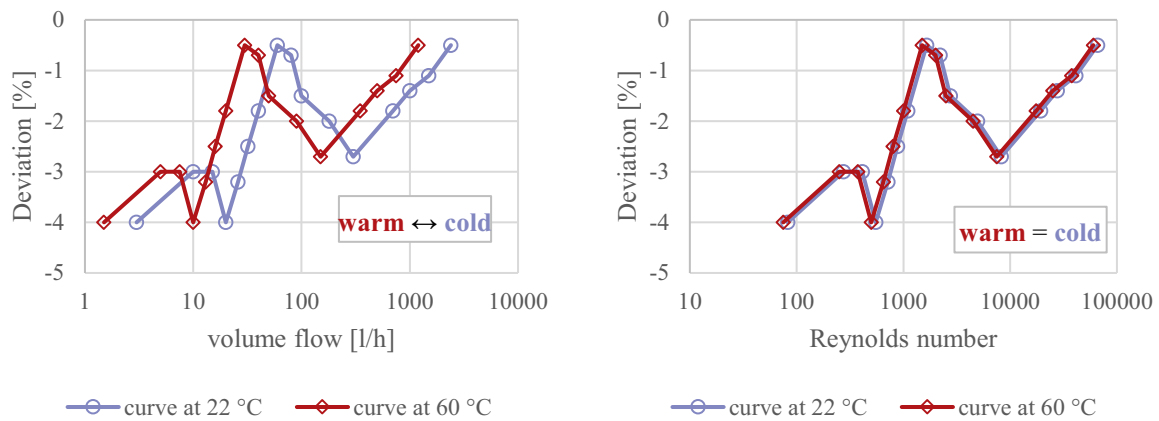 0
-1
-2
-3
-4
-5
Deviation [%]
1
10
100
1000
10000
volume flow [l/h]
warm ↔ cold
curve at 22 °C
curve at 60 °C
0
-1
-2
-3
-4
-5
Deviation [%]
10
100
1000
10000
100000
Reynolds number
warm = cold
curve at 22 °C
curve at 60 °C